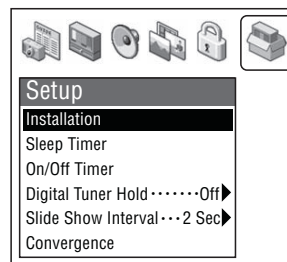 Setup
Installation
Sleep Timer
On/Off Timer
Digital Tuner Hold·······Off
Slide Show Interval···2 Sec
Convergence